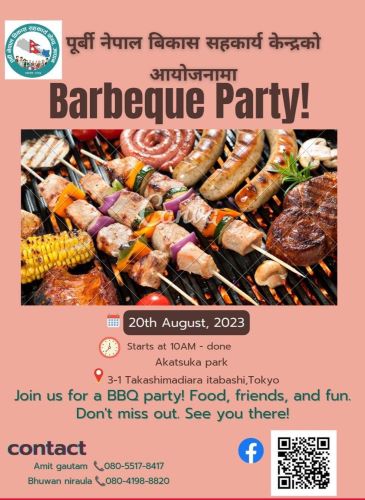 पूर्वी नेपाल बिकास सहकार्य केन्द्रको
आयोजनामा
Barbeque Party!
20th August, 2023
Starts at 10AM - done
Akatsuka park
3-1 Takashimadiara itabashi,Tokyo
Join us for a BBQ party! Food, friends, and fun.
Don't miss out. See you there!
contact
Amit gautam 📞080-5517-8417
Bhuwan niraula 📞080-4198-8820